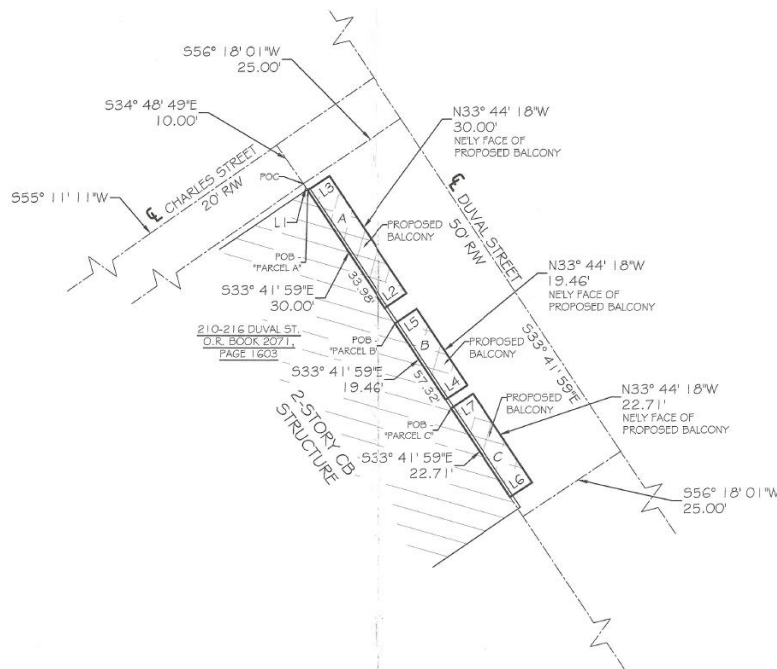 S56° 18' 01"W
25.00'
S34° 48' 49"E
10.00'
N33° 44' 18"W
30.00'
NELY FACE OF
PROPOSED BALCONY
POC
℄ CHARLES STREET
20' R/W
S55° 11' 11"W
L1
L3
A
PROPOSED
BALCONY
℄ DUVAL STREET
50' R/W
POB -
"PARCEL A"
L2
S33° 41' 59"E
30.00'
33.98'
N33° 44' 18"W
19.46'
NELY FACE OF
PROPOSED BALCONY
L5
210-216 DUVAL ST.
O.R. BOOK 2071,
PAGE 1603
POB -
"PARCEL B"
B
PROPOSED
BALCONY
S33° 41' 59"E
S33° 41' 59"E
19.46'
57.32'
L4
N33° 44' 18"W
22.71'
NELY FACE OF
PROPOSED BALCONY
L7
PROPOSED
BALCONY
2-STORY CB
STRUCTURE
POB -
"PARCEL C"
S33° 41' 59"E
22.71'
C
L6
S56° 18' 01"W
25.00'